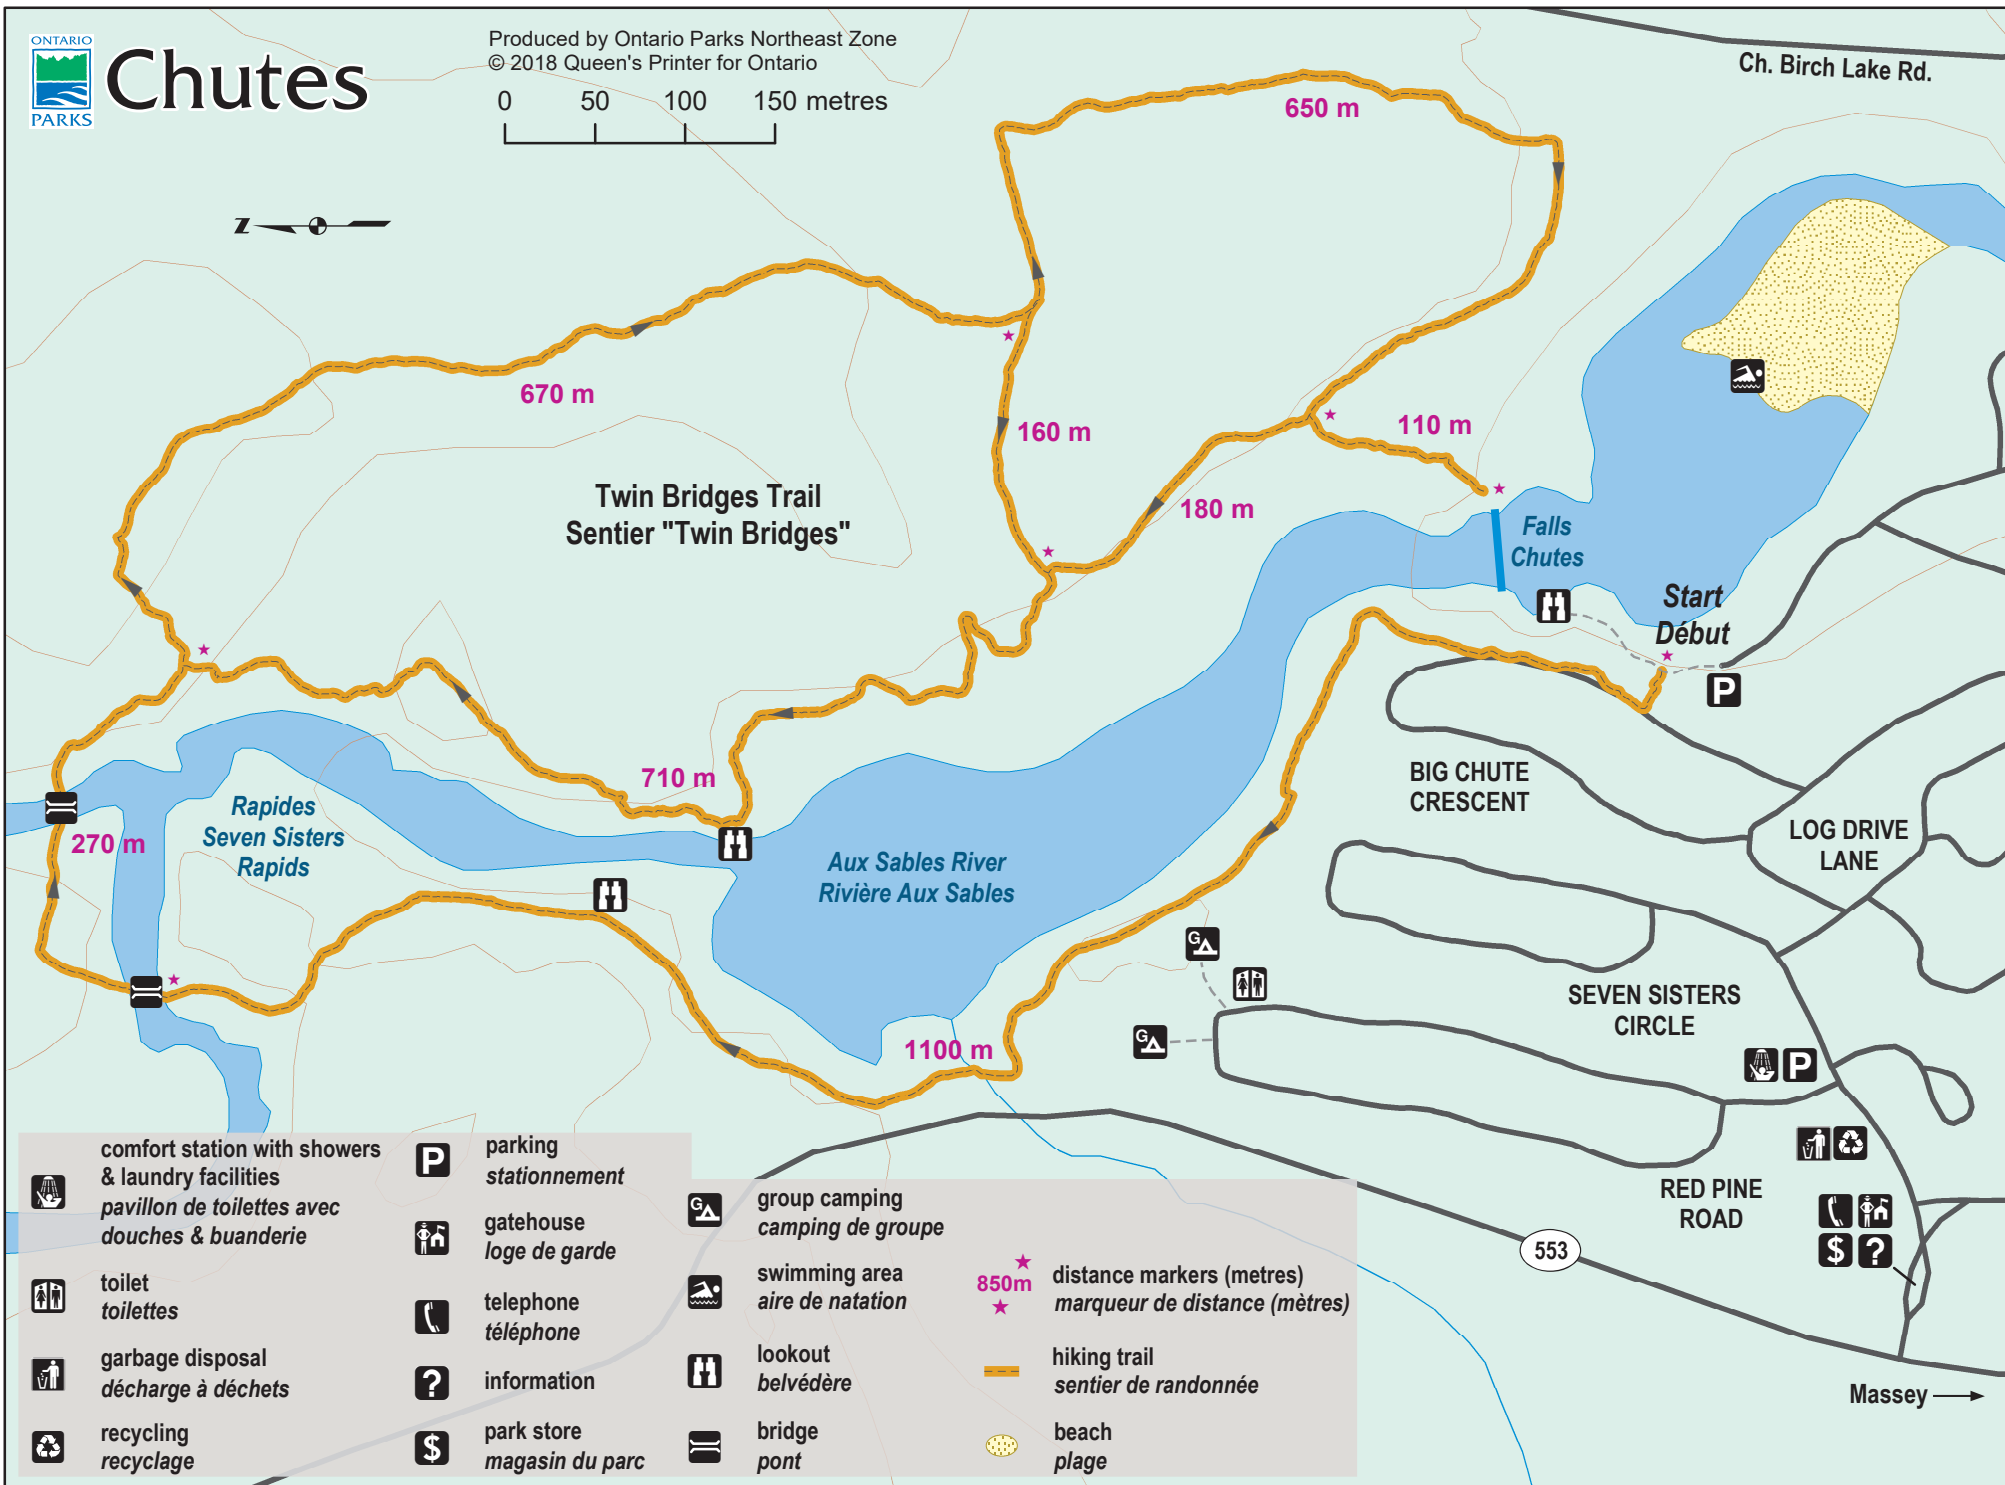 ONTARIO
PARKS
Chutes
Produced by Ontario Parks Northeast Zone
© 2018 Queen's Printer for Ontario
0 50 100 150 metres
Ch. Birch Lake Rd.
650 m
Z
670 m
160 m
110 m
180 m
Twin Bridges Trail
Sentier "Twin Bridges"
Falls
Chutes
Start
Début
P
710 m
BIG CHUTE
CRESCENT
LOG DRIVE
LANE
Rapides
Seven Sisters
Rapids
270 m
Aux Sables River
Rivière Aux Sables
G
SEVEN SISTERS
CIRCLE
G
1100 m
P
RED PINE
ROAD
553
$ ?
Massey
comfort station with showers
& laundry facilities
pavillon de toilettes avec
douches & buanderie
toilet
toilettes
garbage disposal
décharge à déchets
recycling
recyclage
P
parking
stationnement
gatehouse
loge de garde
telephone
téléphone
?
information
$
park store
magasin du parc
G
group camping
camping de groupe
swimming area
aire de natation
lookout
belvédère
bridge
pont
850m
distance markers (metres)
marqueur de distance (mètres)
hiking trail
sentier de randonnée
beach
plage